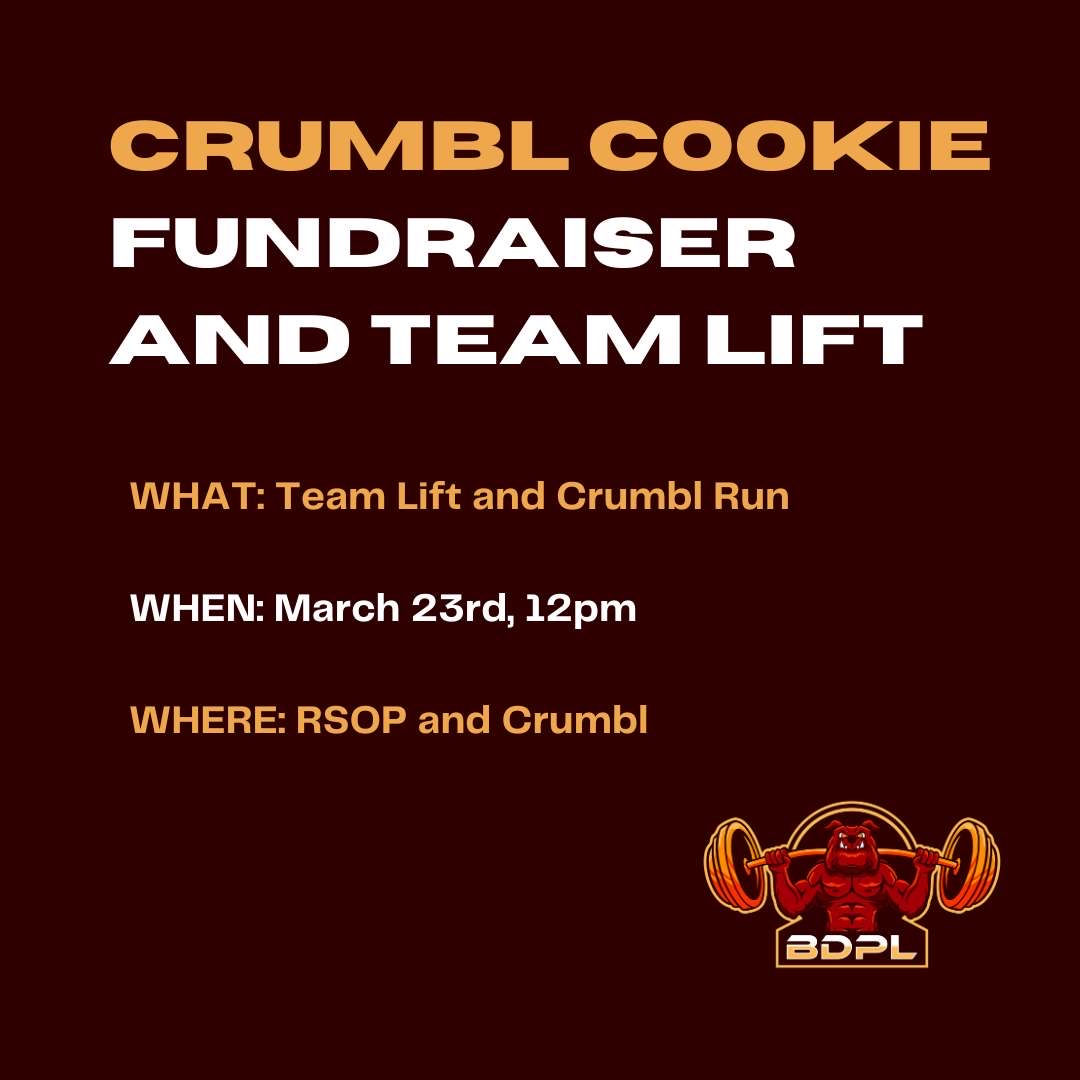 CRUMBL COOKIE
FUNDRAISER
AND TEAM LIFT
WHAT: Team Lift and Crumbl Run
WHEN: March 23rd, 12pm
WHERE: RSOP and Crumbl
BDPL